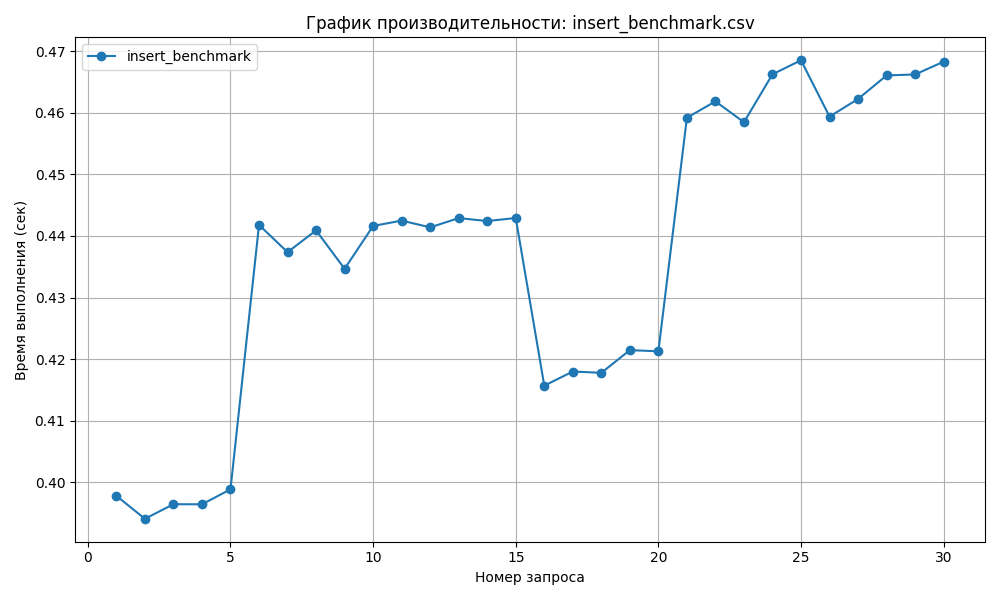 График производительности: insert_benchmark.csv
insert_benchmark
Время выполнения (сек)
0.47
0.46
0.45
0.44
0.43
0.42
0.41
0.40
0 5 10 15 20 25 30
Номер запроса